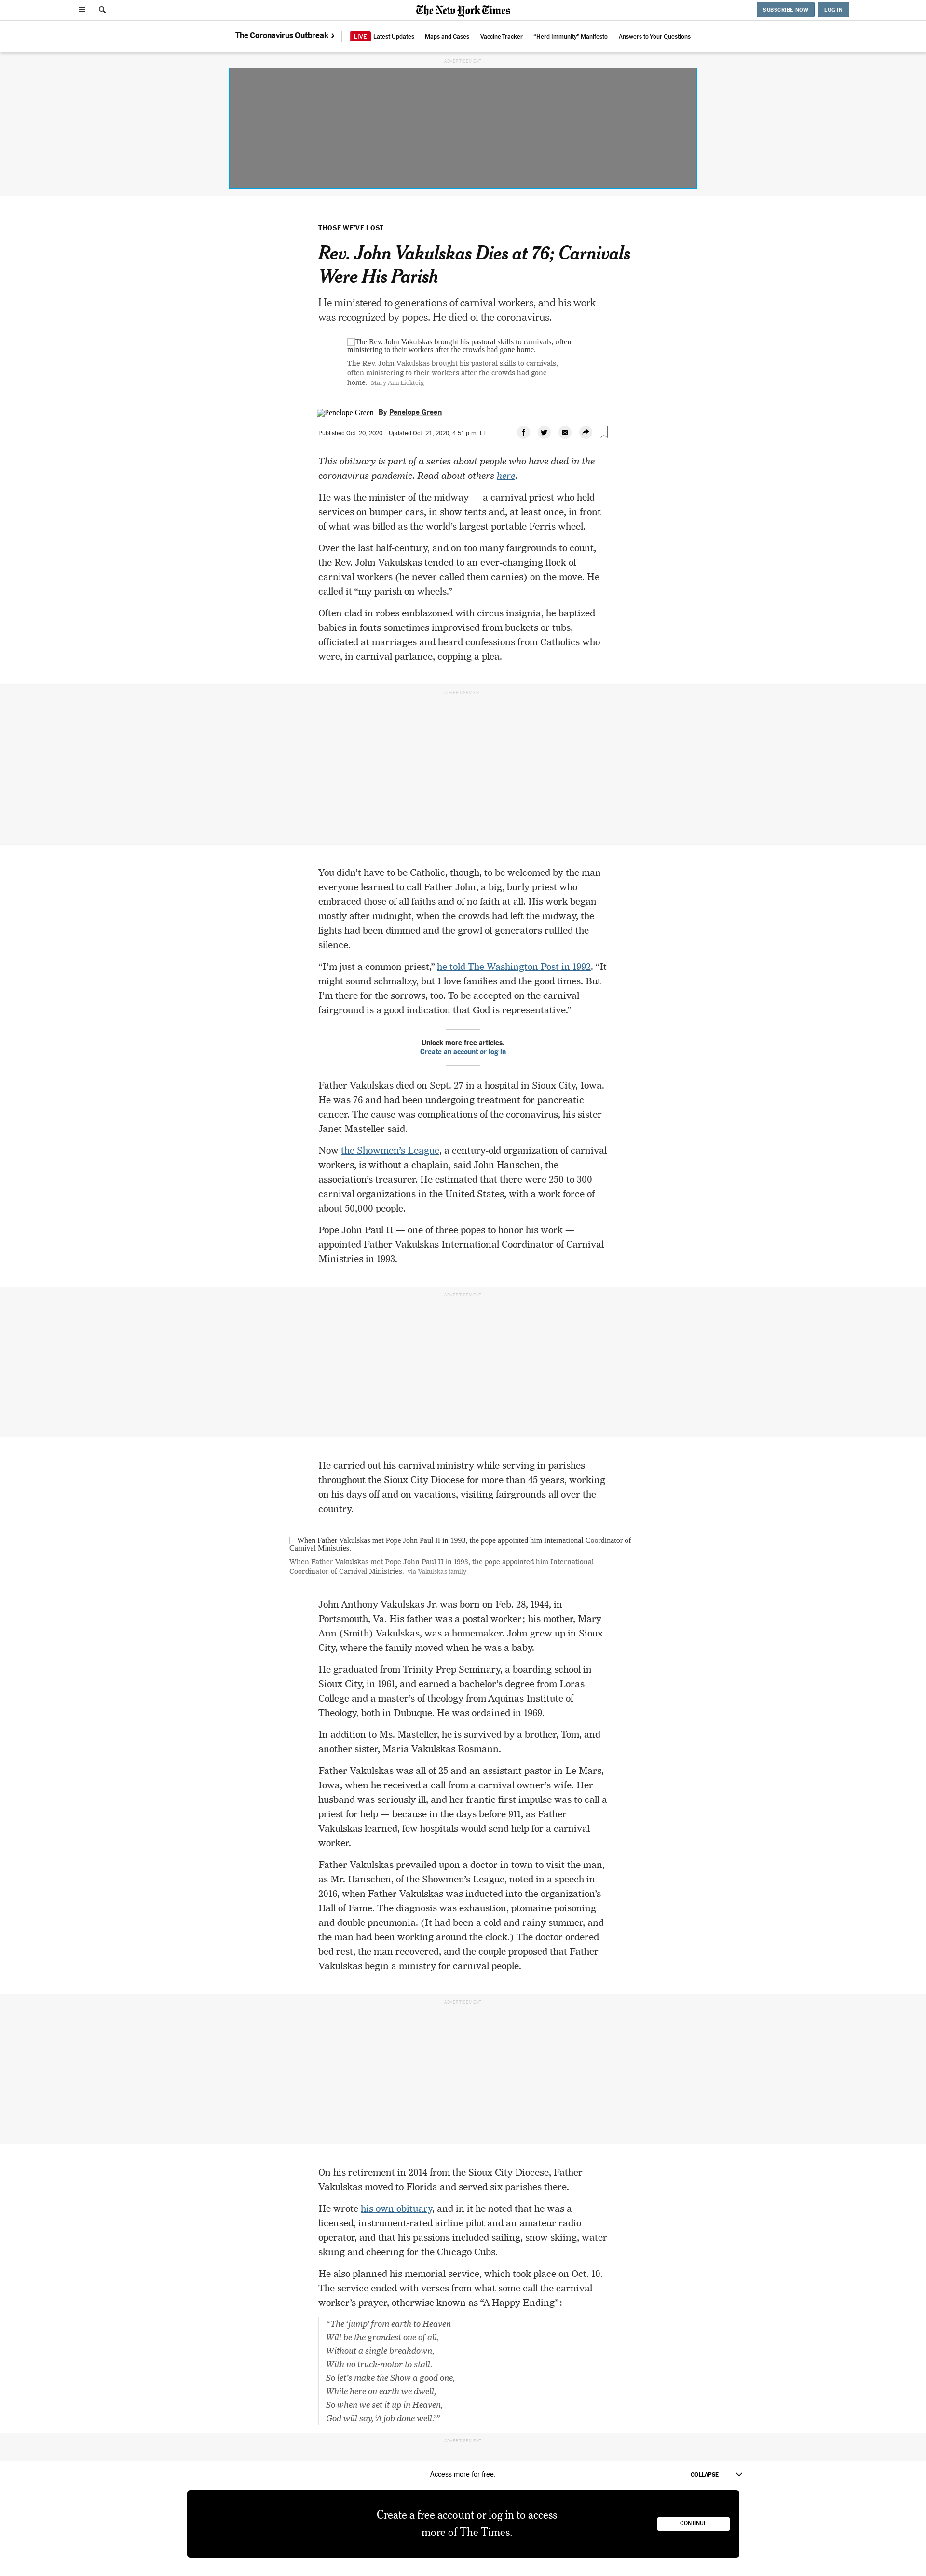 The New York Times
SUBSCRIBE NOW
LOG IN
The Coronavirus Outbreak ›
LIVE Latest Updates
Maps and Cases
Vaccine Tracker
“Herd Immunity” Manifesto
Answers to Your Questions
ADVERTISEMENT
THOSE WE’VE LOST
Rev. John Vakulskas Dies at 76; Carnivals
Were His Parish
He ministered to generations of carnival workers, and his work
was recognized by popes. He died of the coronavirus.
The Rev. John Vakulskas brought his pastoral skills to carnivals, often
ministering to their workers after the crowds had gone home.
The Rev. John Vakulskas brought his pastoral skills to carnivals,
often ministering to their workers after the crowds had gone
home. Mary Ann Lickteig
Penelope Green
By Penelope Green
Published Oct. 20, 2020 Updated Oct. 21, 2020, 4:51 p.m. ET
This obituary is part of a series about people who have died in the
coronavirus pandemic. Read about others here.
He was the minister of the midway — a carnival priest who held
services on bumper cars, in show tents and, at least once, in front
of what was billed as the world’s largest portable Ferris wheel.
Over the last half-century, and on too many fairgrounds to count,
the Rev. John Vakulskas tended to an ever-changing flock of
carnival workers (he never called them carnies) on the move. He
called it “my parish on wheels.”
Often clad in robes emblazoned with circus insignia, he baptized
babies in fonts sometimes improvised from buckets or tubs,
officiated at marriages and heard confessions from Catholics who
were, in carnival parlance, copping a plea.
ADVERTISEMENT
You didn’t have to be Catholic, though, to be welcomed by the man
everyone learned to call Father John, a big, burly priest who
embraced those of all faiths and of no faith at all. His work began
mostly after midnight, when the crowds had left the midway, the
lights had been dimmed and the growl of generators ruffled the
silence.
“I’m just a common priest,” he told The Washington Post in 1992. “It
might sound schmaltzy, but I love families and the good times. But
I’m there for the sorrows, too. To be accepted on the carnival
fairground is a good indication that God is representative.”
Unlock more free articles.
Create an account or log in
Father Vakulskas died on Sept. 27 in a hospital in Sioux City, Iowa.
He was 76 and had been undergoing treatment for pancreatic
cancer. The cause was complications of the coronavirus, his sister
Janet Masteller said.
Now the Showmen’s League, a century-old organization of carnival
workers, is without a chaplain, said John Hanschen, the
association’s treasurer. He estimated that there were 250 to 300
carnival organizations in the United States, with a work force of
about 50,000 people.
Pope John Paul II — one of three popes to honor his work —
appointed Father Vakulskas International Coordinator of Carnival
Ministries in 1993.
ADVERTISEMENT
He carried out his carnival ministry while serving in parishes
throughout the Sioux City Diocese for more than 45 years, working
on his days off and on vacations, visiting fairgrounds all over the
country.
When Father Vakulskas met Pope John Paul II in 1993, the pope appointed him International Coordinator of
Carnival Ministries.
When Father Vakulskas met Pope John Paul II in 1993, the pope appointed him International
Coordinator of Carnival Ministries. via Vakulskas family
John Anthony Vakulskas Jr. was born on Feb. 28, 1944, in
Portsmouth, Va. His father was a postal worker; his mother, Mary
Ann (Smith) Vakulskas, was a homemaker. John grew up in Sioux
City, where the family moved when he was a baby.
He graduated from Trinity Prep Seminary, a boarding school in
Sioux City, in 1961, and earned a bachelor’s degree from Loras
College and a master’s of theology from Aquinas Institute of
Theology, both in Dubuque. He was ordained in 1969.
In addition to Ms. Masteller, he is survived by a brother, Tom, and
another sister, Maria Vakulskas Rosmann.
Father Vakulskas was all of 25 and an assistant pastor in Le Mars,
Iowa, when he received a call from a carnival owner’s wife. Her
husband was seriously ill, and her frantic first impulse was to call a
priest for help — because in the days before 911, as Father
Vakulskas learned, few hospitals would send help for a carnival
worker.
Father Vakulskas prevailed upon a doctor in town to visit the man,
as Mr. Hanschen, of the Showmen’s League, noted in a speech in
2016, when Father Vakulskas was inducted into the organization’s
Hall of Fame. The diagnosis was exhaustion, ptomaine poisoning
and double pneumonia. (It had been a cold and rainy summer, and
the man had been working around the clock.) The doctor ordered
bed rest, the man recovered, and the couple proposed that Father
Vakulskas begin a ministry for carnival people.
ADVERTISEMENT
On his retirement in 2014 from the Sioux City Diocese, Father
Vakulskas moved to Florida and served six parishes there.
He wrote his own obituary, and in it he noted that he was a
licensed, instrument-rated airline pilot and an amateur radio
operator, and that his passions included sailing, snow skiing, water
skiing and cheering for the Chicago Cubs.
He also planned his memorial service, which took place on Oct. 10.
The service ended with verses from what some call the carnival
worker’s prayer, otherwise known as “A Happy Ending”:
“The ‘jump’ from earth to Heaven
Will be the grandest one of all,
Without a single breakdown,
With no truck-motor to stall.
So let’s make the Show a good one,
While here on earth we dwell,
So when we set it up in Heaven,
God will say, ‘A job done well.’ ”
ADVERTISEMENT
Access more for free.
COLLAPSE
Create a free account or log in to access
more of The Times.
CONTINUE